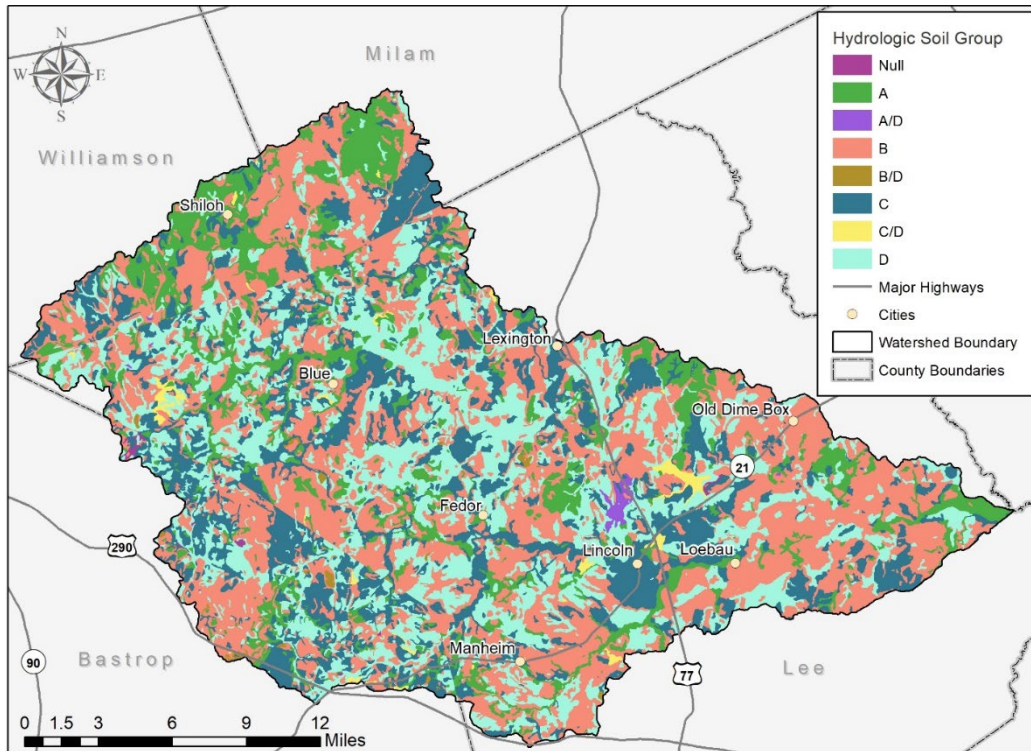 N
W E
S
Milam
Williamson
Hydrologic Soil Group
Null
A
A/D
B
B/D
C
C/D
D
Major Highways
Cities
Watershed Boundary
County Boundaries
Shiloh
Lexington
Blue
Old Dime Box
21
Fedor
290
Lincoln
Loebau
Manheim
90
Bastrop
77
Lee
0 1.5 3 6 9 12
Miles